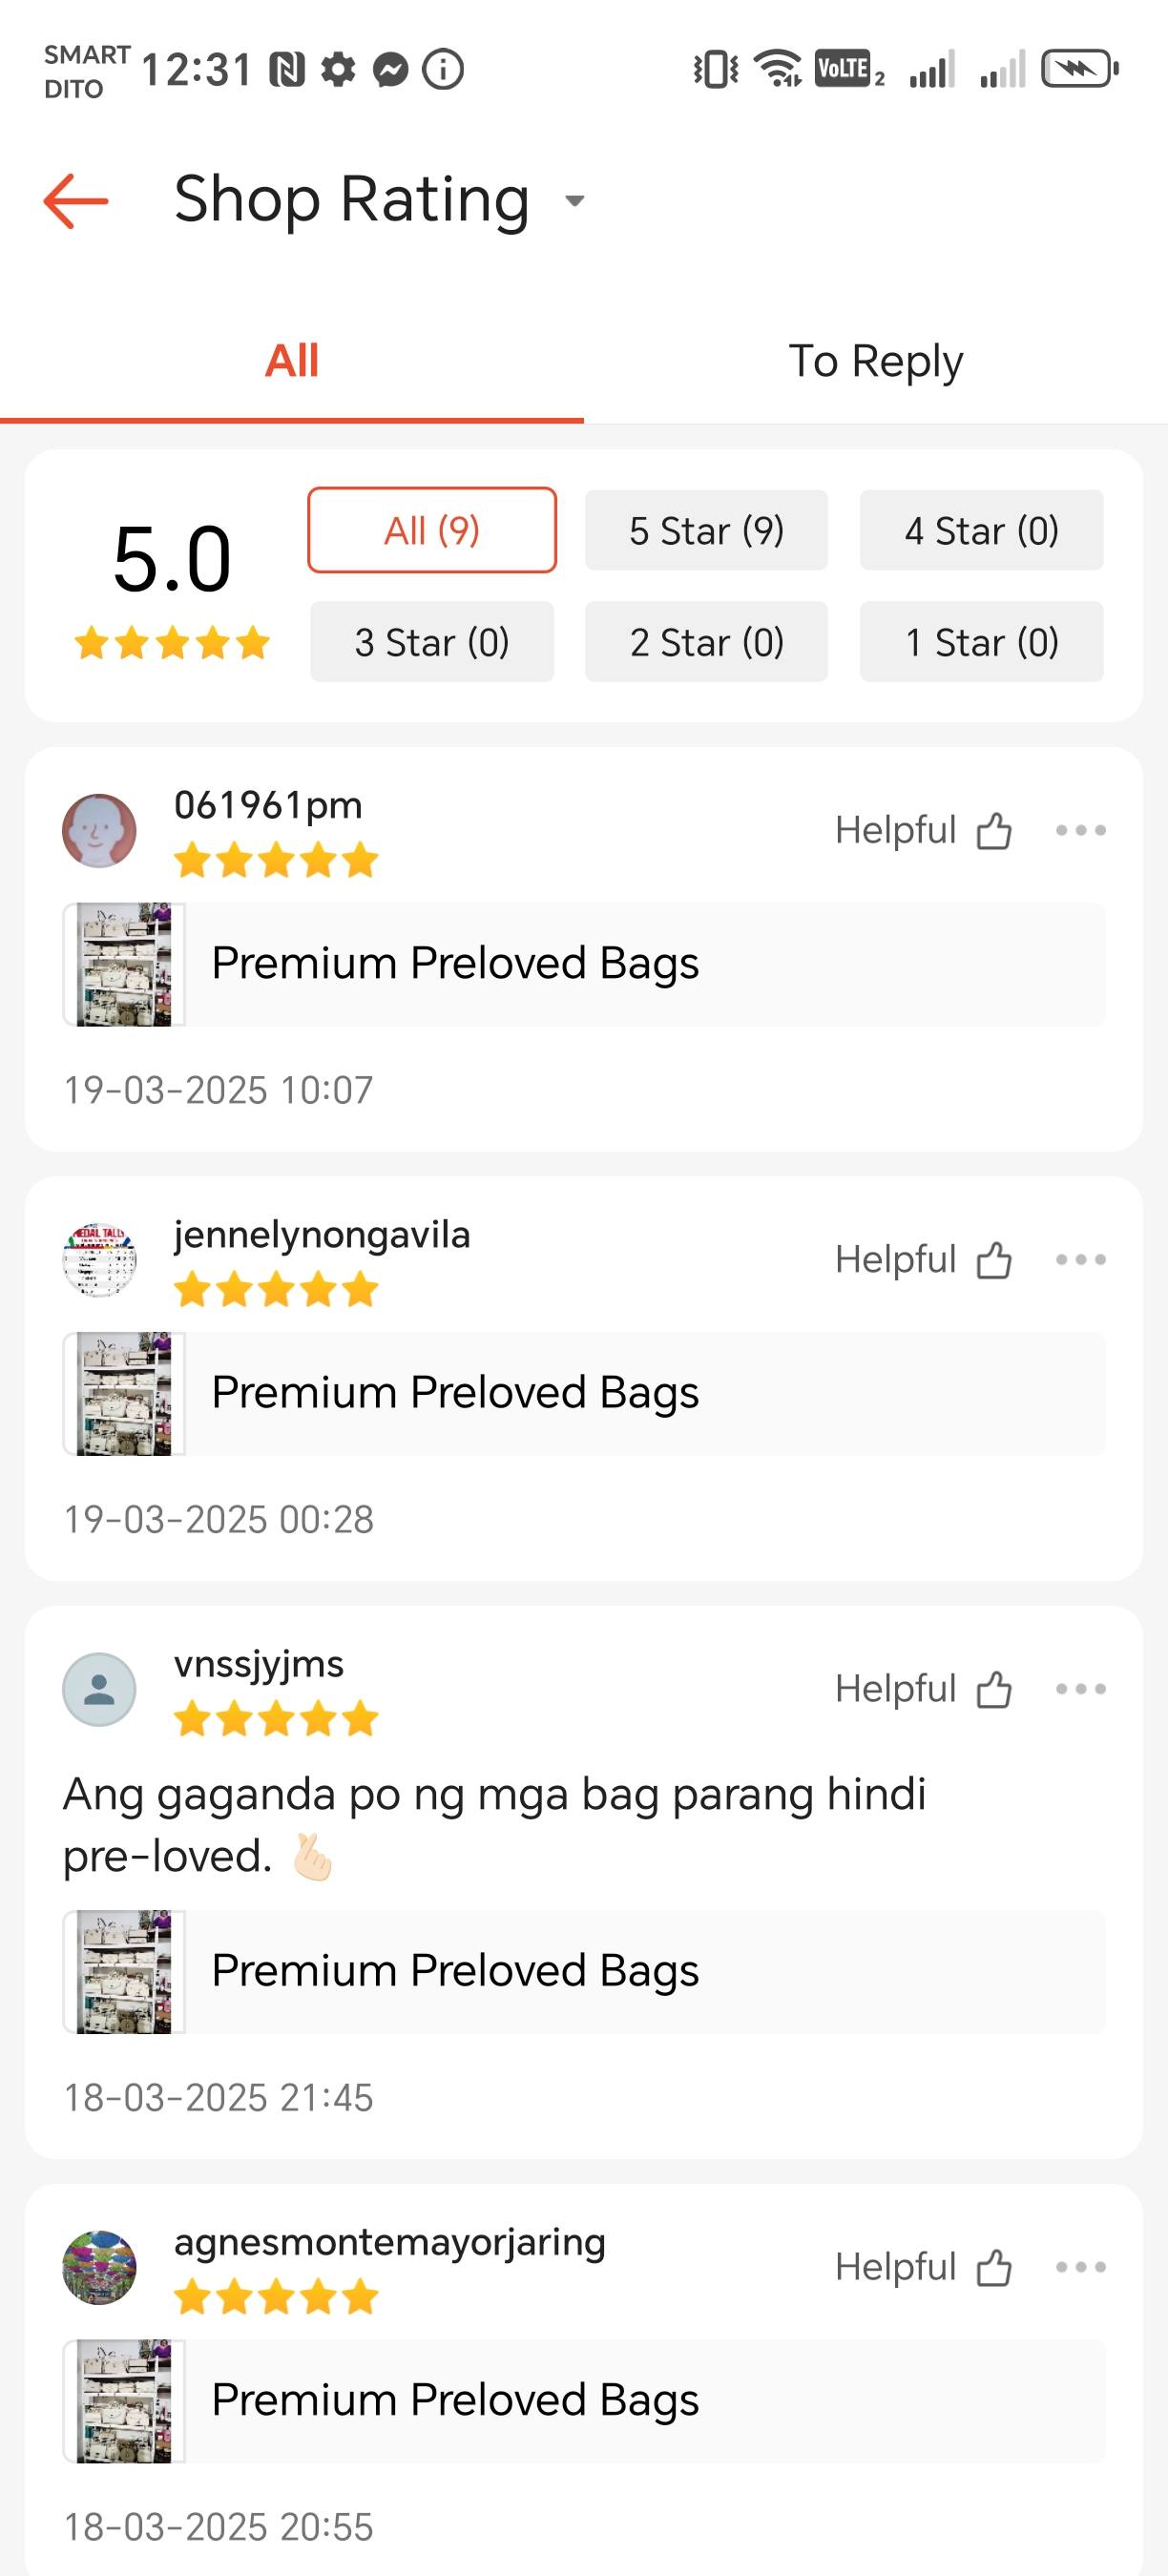 SMART
DITO
12:31
VoLTE 2
Shop Rating
All
To Reply
5.0
All (9)
5 Star (9)
4 Star (0)
3 Star (0)
2 Star (0)
1 Star (0)
061961pm
Helpful
Premium Preloved Bags
19-03-2025 10:07
jennelynongavila
Helpful
MEDAL TALLY
Premium Preloved Bags
19-03-2025 00:28
vnssjyjms
Helpful
Ang gaganda po ng mga bag parang hindi
pre-loved. 🫰🏻
Premium Preloved Bags
18-03-2025 21:45
agnesmontemayorjaring
Helpful
Premium Preloved Bags
18-03-2025 20:55